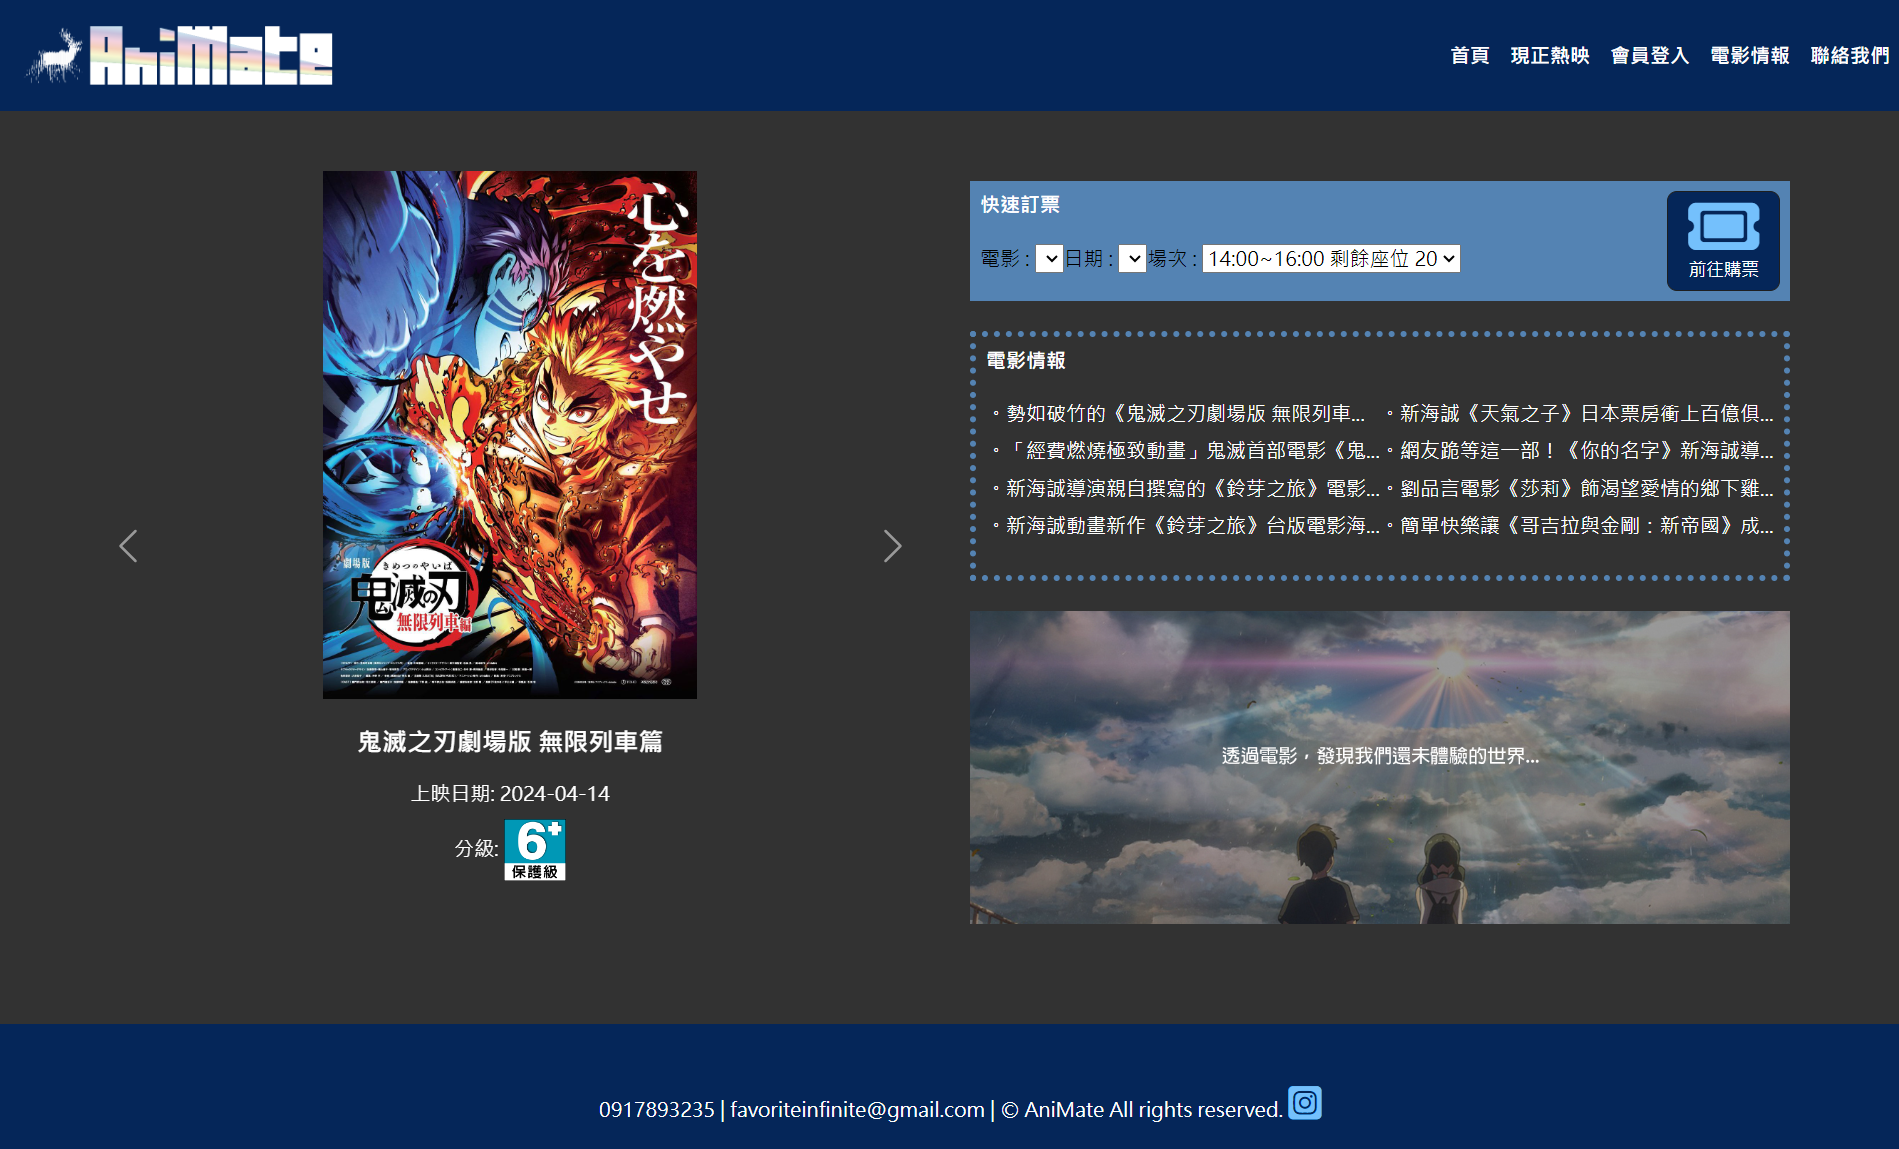 AniMate
首頁 現正熱映 會員登入 電影情報 聯絡我們
心を燃やせ
劇場版
きめつのやいば
鬼滅の刃
無限列車編
鬼滅之刃劇場版 無限列車篇
上映日期: 2024-04-14
分級:
6+
保護級
快速訂票
電影 : 日期 : 場次 : 14:00~16:00 剩餘座位 20
前往購票
電影情報
。勢如破竹的《鬼滅之刃劇場版 無限列車...
。新海誠《天氣之子》日本票房衝上百億俱...
。「經費燃燒極致動畫」鬼滅首部電影《鬼...
。網友跪等這一部！《你的名字》新海誠導...
。新海誠導演親自撰寫的《鈴芽之旅》電影...
。劉品言電影《莎莉》飾渴望愛情的鄉下雞...
。新海誠動畫新作《鈴芽之旅》台版電影海...
。簡單快樂讓《哥吉拉與金剛：新帝國》成...
透過電影，發現我們還未體驗的世界...
0917893235 | favoriteinfinite@gmail.com | © AniMate All rights reserved.